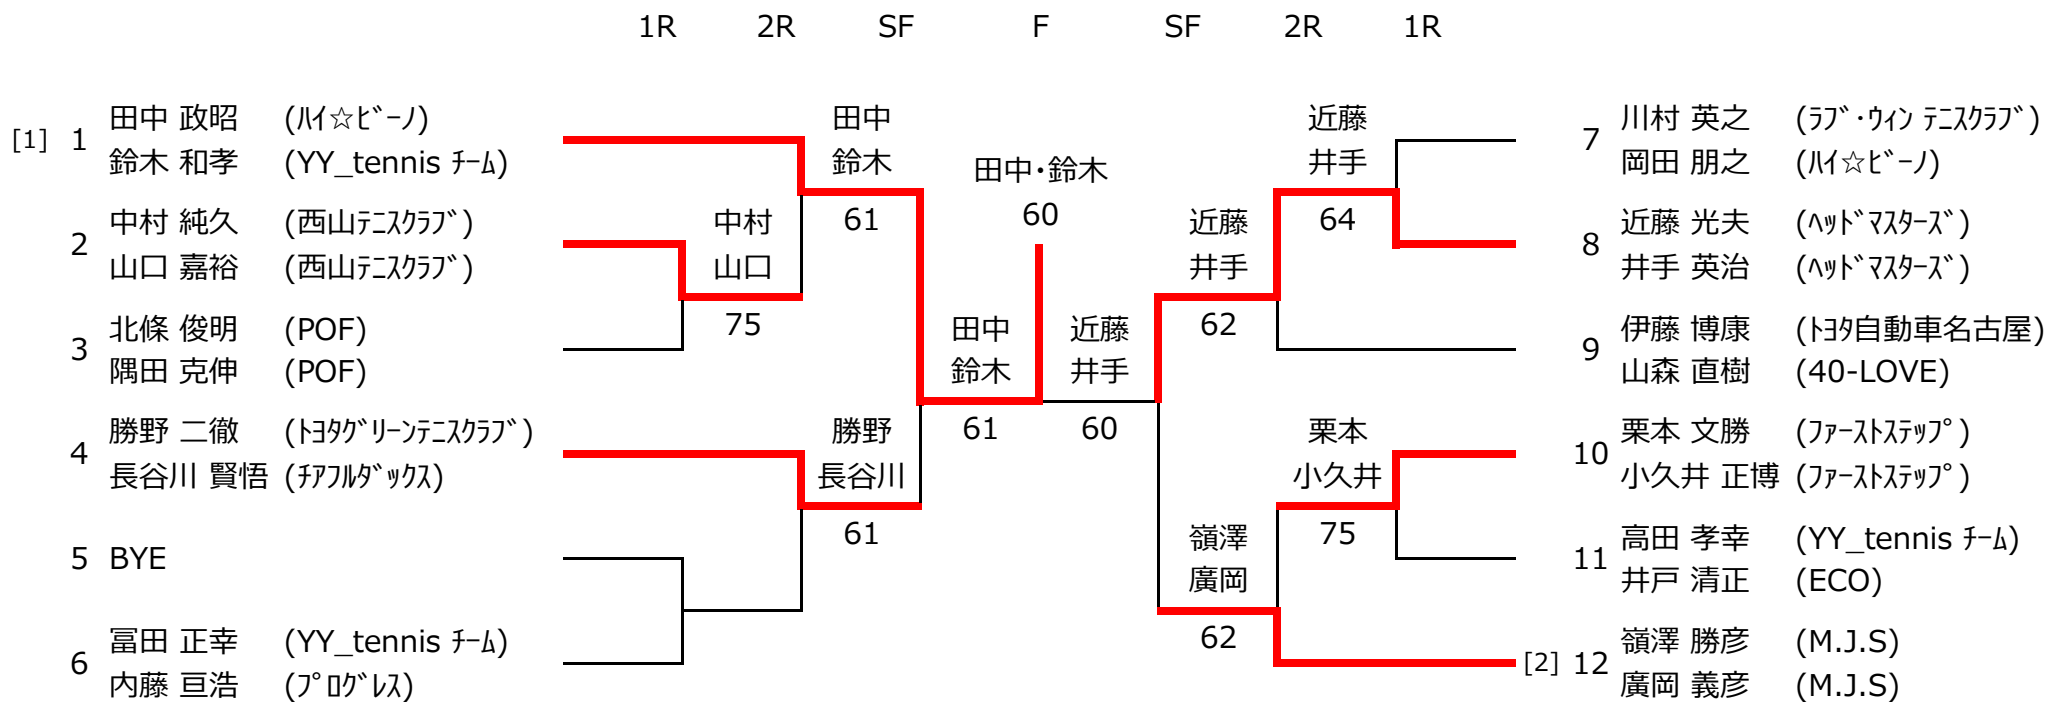 1R 2R SF F SF 2R 1R
[1] 1 田中 政昭 (ﾊｲ☆ﾋﾞｰﾉ)
鈴木 和孝 (YY_tennis ﾁｰﾑ)
2 中村 純久 (西山ﾃﾆｽｸﾗﾌﾞ)
山口 嘉裕 (西山ﾃﾆｽｸﾗﾌﾞ)
3 北條 俊明 (POF)
隅田 克伸 (POF)
4 勝野 二徹 (ﾄﾖﾀｸﾞﾘｰﾝﾃﾆｽｸﾗﾌﾞ)
長谷川 賢悟 (ﾁｱﾌﾙﾀﾞｯｸｽ)
5 BYE
6 冨田 正幸 (YY_tennis ﾁｰﾑ)
内藤 亘浩 (ﾌﾟﾛｸﾞﾚｽ)
中村
山口
75
田中
鈴木
61
勝野
長谷川
61
田中
鈴木
61
田中・鈴木
60
近藤
井手
60
近藤
井手
62
嶺澤
廣岡
62
近藤
井手
64
栗本
小久井
75
7 川村 英之 (ﾗﾌﾞ･ｳｨﾝ ﾃﾆｽｸﾗﾌﾞ)
岡田 朋之 (ﾊｲ☆ﾋﾞｰﾉ)
8 近藤 光夫 (ﾍｯﾄﾞﾏｽﾀｰｽﾞ)
井手 英治 (ﾍｯﾄﾞﾏｽﾀｰｽﾞ)
9 伊藤 博康 (ﾄﾖﾀ自動車名古屋)
山森 直樹 (40-LOVE)
10 栗本 文勝 (ﾌｧｰｽﾄｽﾃｯﾌﾟ)
小久井 正博 (ﾌｧｰｽﾄｽﾃｯﾌﾟ)
11 高田 孝幸 (YY_tennis ﾁｰﾑ)
井戸 清正 (ECO)
[2] 12 嶺澤 勝彦 (M.J.S)
廣岡 義彦 (M.J.S)